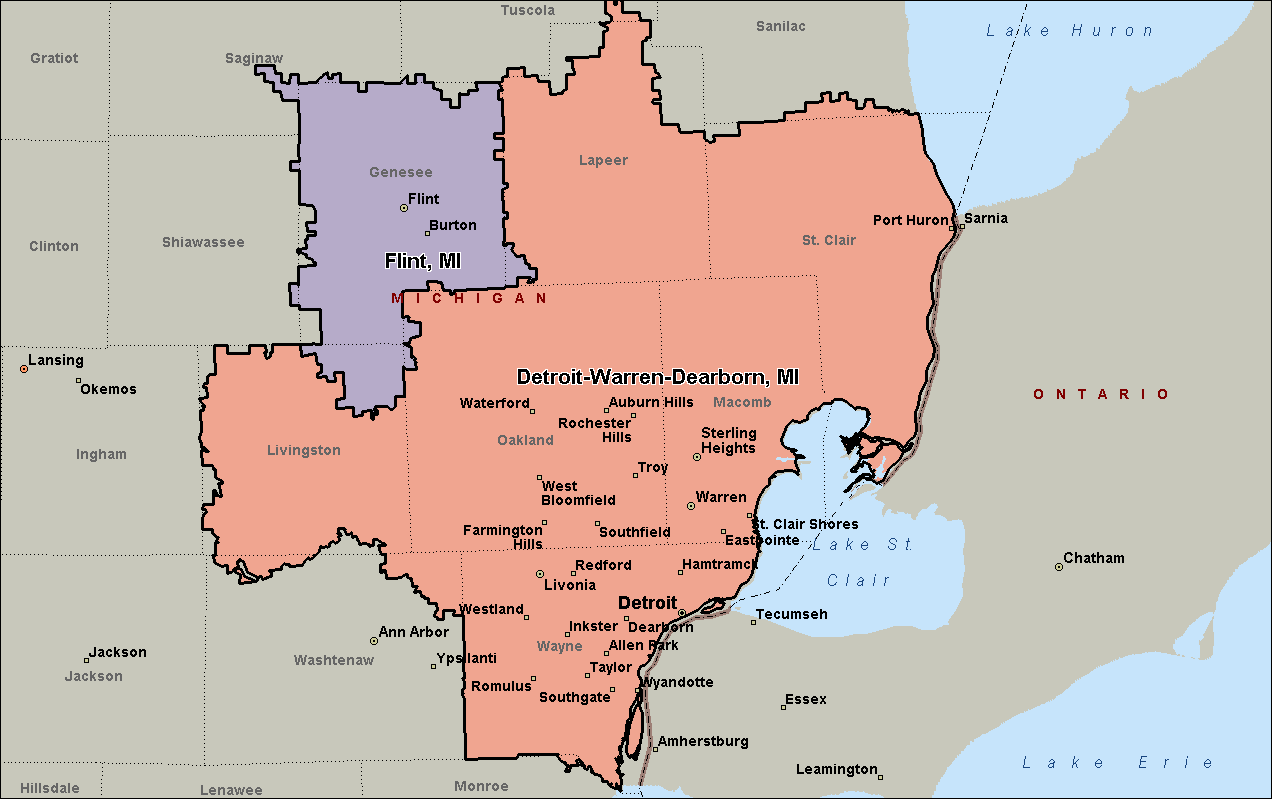 Tuscola
Sanilac
Lake Huron
Gratiot
Saginaw
Lapeer
Genesee
Flint
Burton
Port Huron
Sarnia
St. Clair
Clinton
Shiawassee
Flint, MI
MICHIGAN
Lansing
Okemos
Detroit-Warren-Dearborn, MI
ONTARIO
Waterford
Auburn Hills
Macomb
Rochester
Hills
Sterling
Heights
Oakland
Livingston
Ingham
Troy
West
Bloomfield
Warren
Farmington
Hills
Southfield
St. Clair Shores
Eastpointe
Lake St.
Clair
Chatham
Redford
Hamtramck
Livonia
Detroit
Westland
Tecumseh
Inkster
Dearborn
Ann Arbor
Wayne
Allen Park
Jackson
Jackson
Washtenaw
Ypsilanti
Taylor
Romulus
Southgate
Wyandotte
Essex
Amherstburg
Leamington
Lake Erie
Hillsdale
Lenawee
Monroe